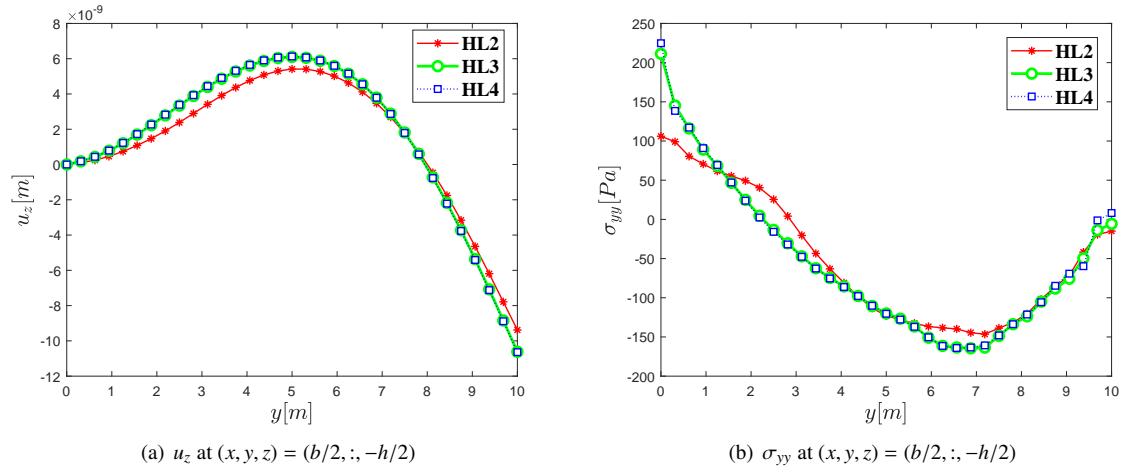 ×10⁻⁹
8
6
4
2
0
-2
-4
-6
-8
-10
-12
u_z[m]
0 1 2 3 4 5 6 7 8 9 10
y[m]
HL2
HL3
HL4
(a) u_z at (x, y, z) = (b/2, :, −h/2)
250
200
150
100
50
0
-50
-100
-150
-200
σ_yy[Pa]
0 1 2 3 4 5 6 7 8 9 10
y[m]
HL2
HL3
HL4
(b) σ_yy at (x, y, z) = (b/2, :, −h/2)